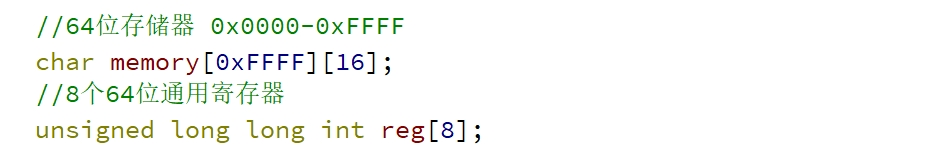 //64位存储器 0x0000-0xFFFF
char memory[0xFFFF][16];
//8个64位通用寄存器
unsigned long long int reg[8];